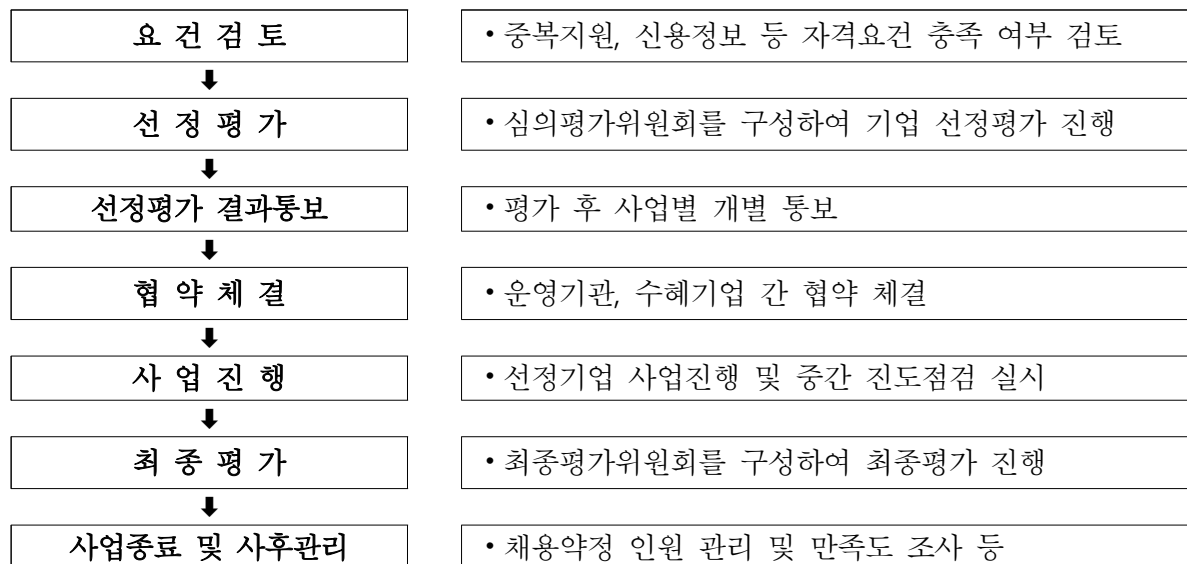 요 건 검 토
• 중복지원, 신용정보 등 자격요건 충족 여부 검토
⬇
선 정 평 가
• 심의평가위원회를 구성하여 기업 선정평가 진행
⬇
선정평가 결과통보
• 평가 후 사업별 개별 통보
⬇
협 약 체 결
• 운영기관, 수혜기업 간 협약 체결
⬇
사 업 진 행
• 선정기업 사업진행 및 중간 진도점검 실시
⬇
최 종 평 가
• 최종평가위원회를 구성하여 최종평가 진행
⬇
사업종료 및 사후관리
• 채용약정 인원 관리 및 만족도 조사 등